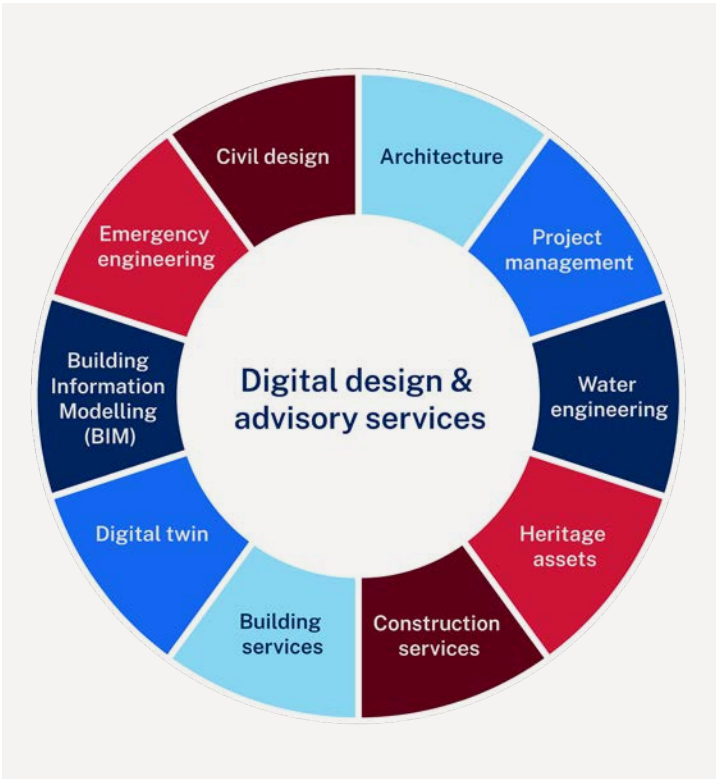 Civil design
Architecture
Emergency
engineering
Project
management
Building
Information
Modelling
(BIM)
Digital design &
advisory services
Water
engineering
Digital twin
Heritage
assets
Building
services
Construction
services